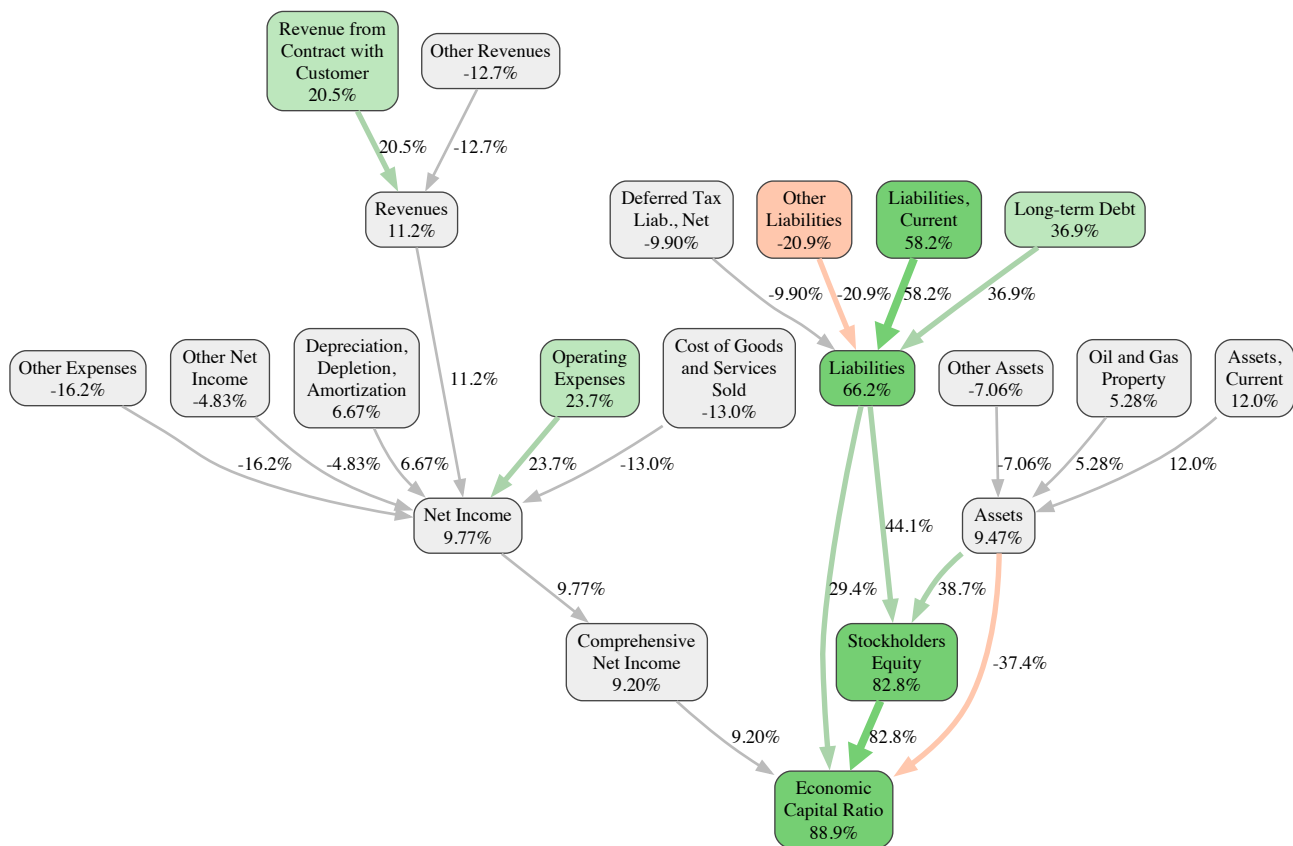 Revenue from
Contract with
Customer
20.5%
Other Revenues
-12.7%
20.5%
-12.7%
Revenues
11.2%
Deferred Tax
Liab., Net
-9.90%
Other
Liabilities
-20.9%
Liabilities,
Current
58.2%
Long-term Debt
36.9%
-9.90%
-20.9%
58.2%
36.9%
Other Expenses
-16.2%
Other Net
Income
-4.83%
Depreciation,
Depletion,
Amortization
6.67%
11.2%
Operating
Expenses
23.7%
Cost of Goods
and Services
Sold
-13.0%
Liabilities
66.2%
Other Assets
-7.06%
Oil and Gas
Property
5.28%
Assets,
Current
12.0%
-16.2%
-4.83%
6.67%
23.7%
-13.0%
-7.06%
5.28%
12.0%
Net Income
9.77%
44.1%
Assets
9.47%
9.77%
29.4%
38.7%
Comprehensive
Net Income
9.20%
Stockholders
Equity
82.8%
-37.4%
9.20%
82.8%
Economic
Capital Ratio
88.9%